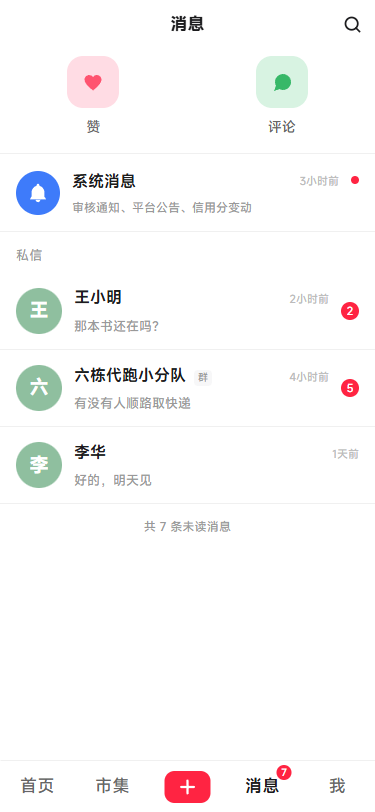 消息
赞
评论
系统消息
3小时前
审核通知、平台公告、信用分变动
私信
王
王小明
2小时前
那本书还在吗?
2
六
六栋代跑小分队
群
4小时前
有没有人顺路取快递
5
李
李华
1天前
好的，明天见
共 7 条未读消息
首页
市集
消息
7
我